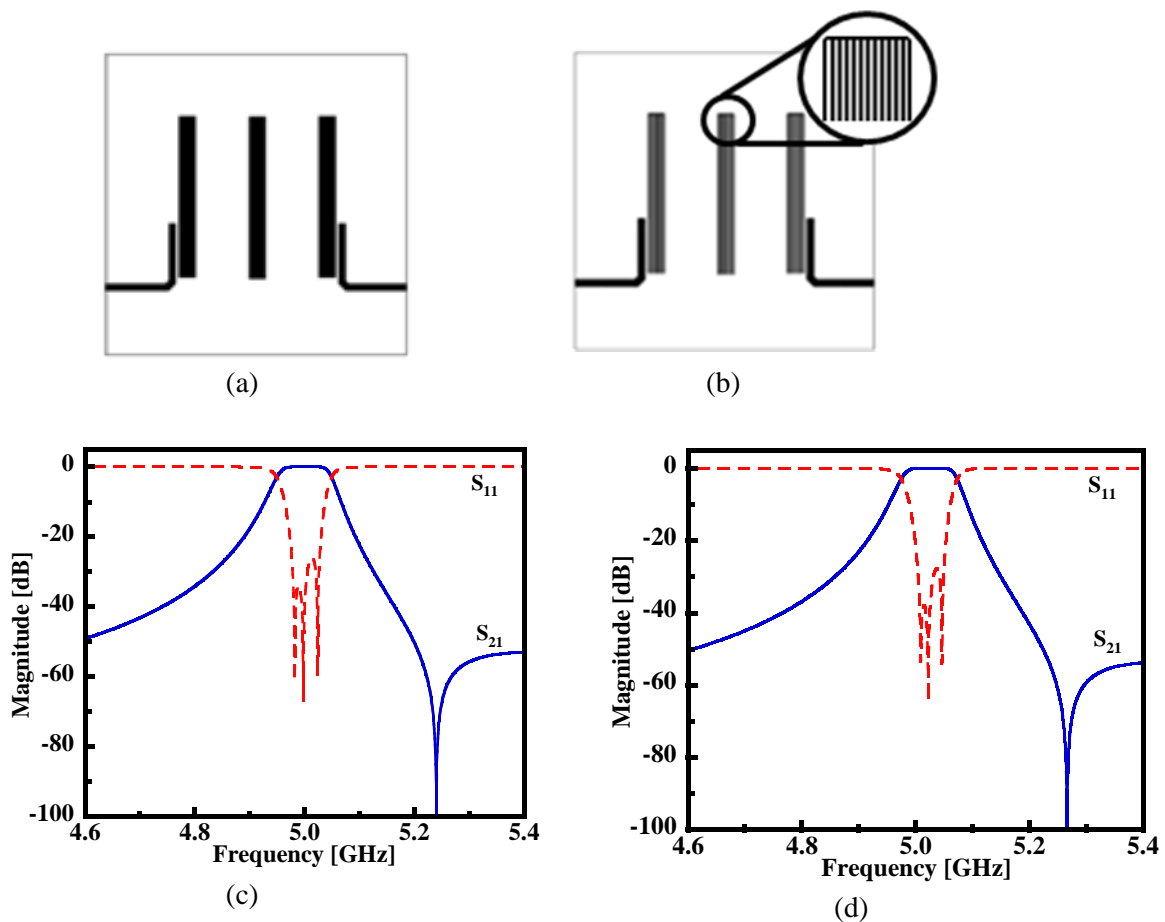 (a)
(b)
0
-20
-40
-60
-80
-100
Magnitude [dB]
S11
S21
4.6
4.8
5.0
5.2
5.4
Frequency [GHz]
(c)
0
-20
-40
-60
-80
-100
Magnitude [dB]
S11
S21
4.6
4.8
5.0
5.2
5.4
Frequency [GHz]
(d)